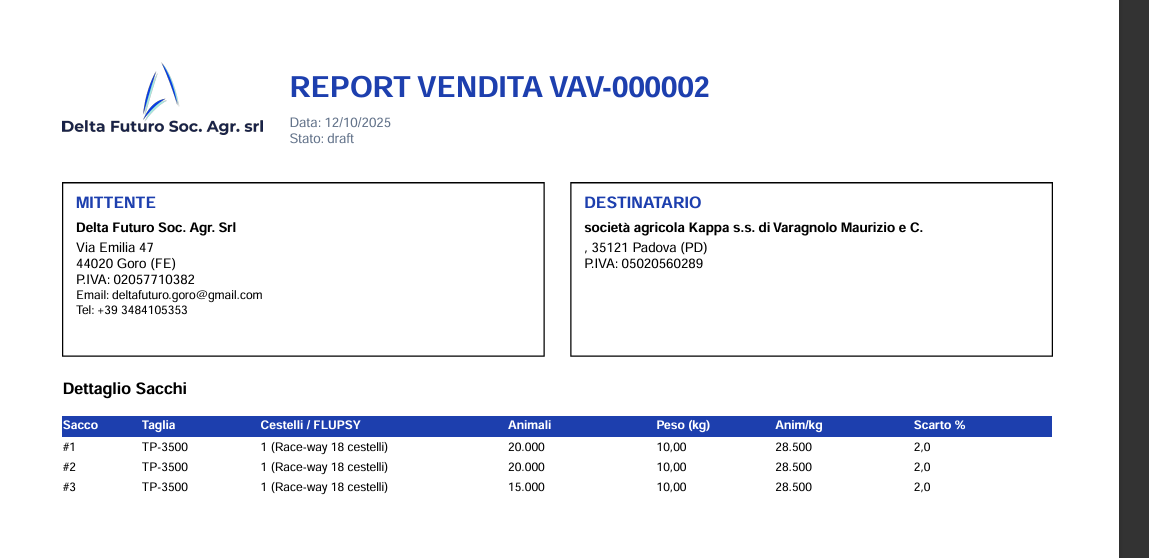 Delta Futuro Soc. Agr. srl
REPORT VENDITA VAV-000002
Data: 12/10/2025
Stato: draft
MITTENTE
Delta Futuro Soc. Agr. Srl
Via Emilia 47
44020 Goro (FE)
P.IVA: 02057710382
Email: deltafuturo.goro@gmail.com
Tel: +39 3484105353
DESTINATARIO
società agricola Kappa s.s. di Varagnolo Maurizio e C.
, 35121 Padova (PD)
P.IVA: 05020560289
Dettaglio Sacchi
Sacco Taglia Cestelli / FLUPSY Animali Peso (kg) Anim/kg Scarto %
#1 TP-3500 1 (Race-way 18 cestelli) 20.000 10,00 28.500 2,0
#2 TP-3500 1 (Race-way 18 cestelli) 20.000 10,00 28.500 2,0
#3 TP-3500 1 (Race-way 18 cestelli) 15.000 10,00 28.500 2,0